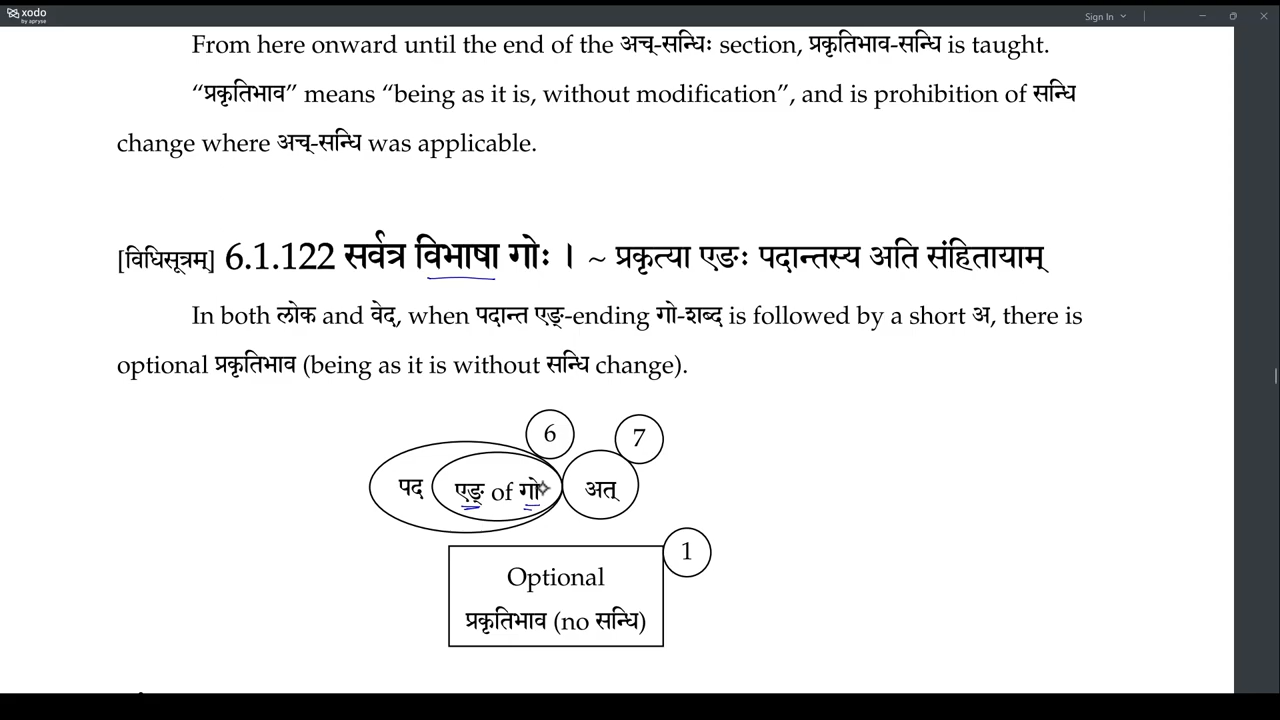 xodo
by apryse
Sign In
From here onward until the end of the अच्-सन्धिः section, प्रकृतिभाव-सन्धि is taught.
“प्रकृतिभाव” means “being as it is, without modification”, and is prohibition of सन्धि
change where अच्-सन्धि was applicable.
[विधिसूत्रम्] 6.1.122 सर्वत्र विभाषा गोः । ~ प्रकृत्या एङः पदान्तस्य अति संहितायाम्
In both लोक and वेद, when पदान्त एङ्-ending गो-शब्द is followed by a short अ, there is
optional प्रकृतिभाव (being as it is without सन्धि change).
6 7
पद एङ् of गो अत्
1
Optional
प्रकृतिभाव (no सन्धि)